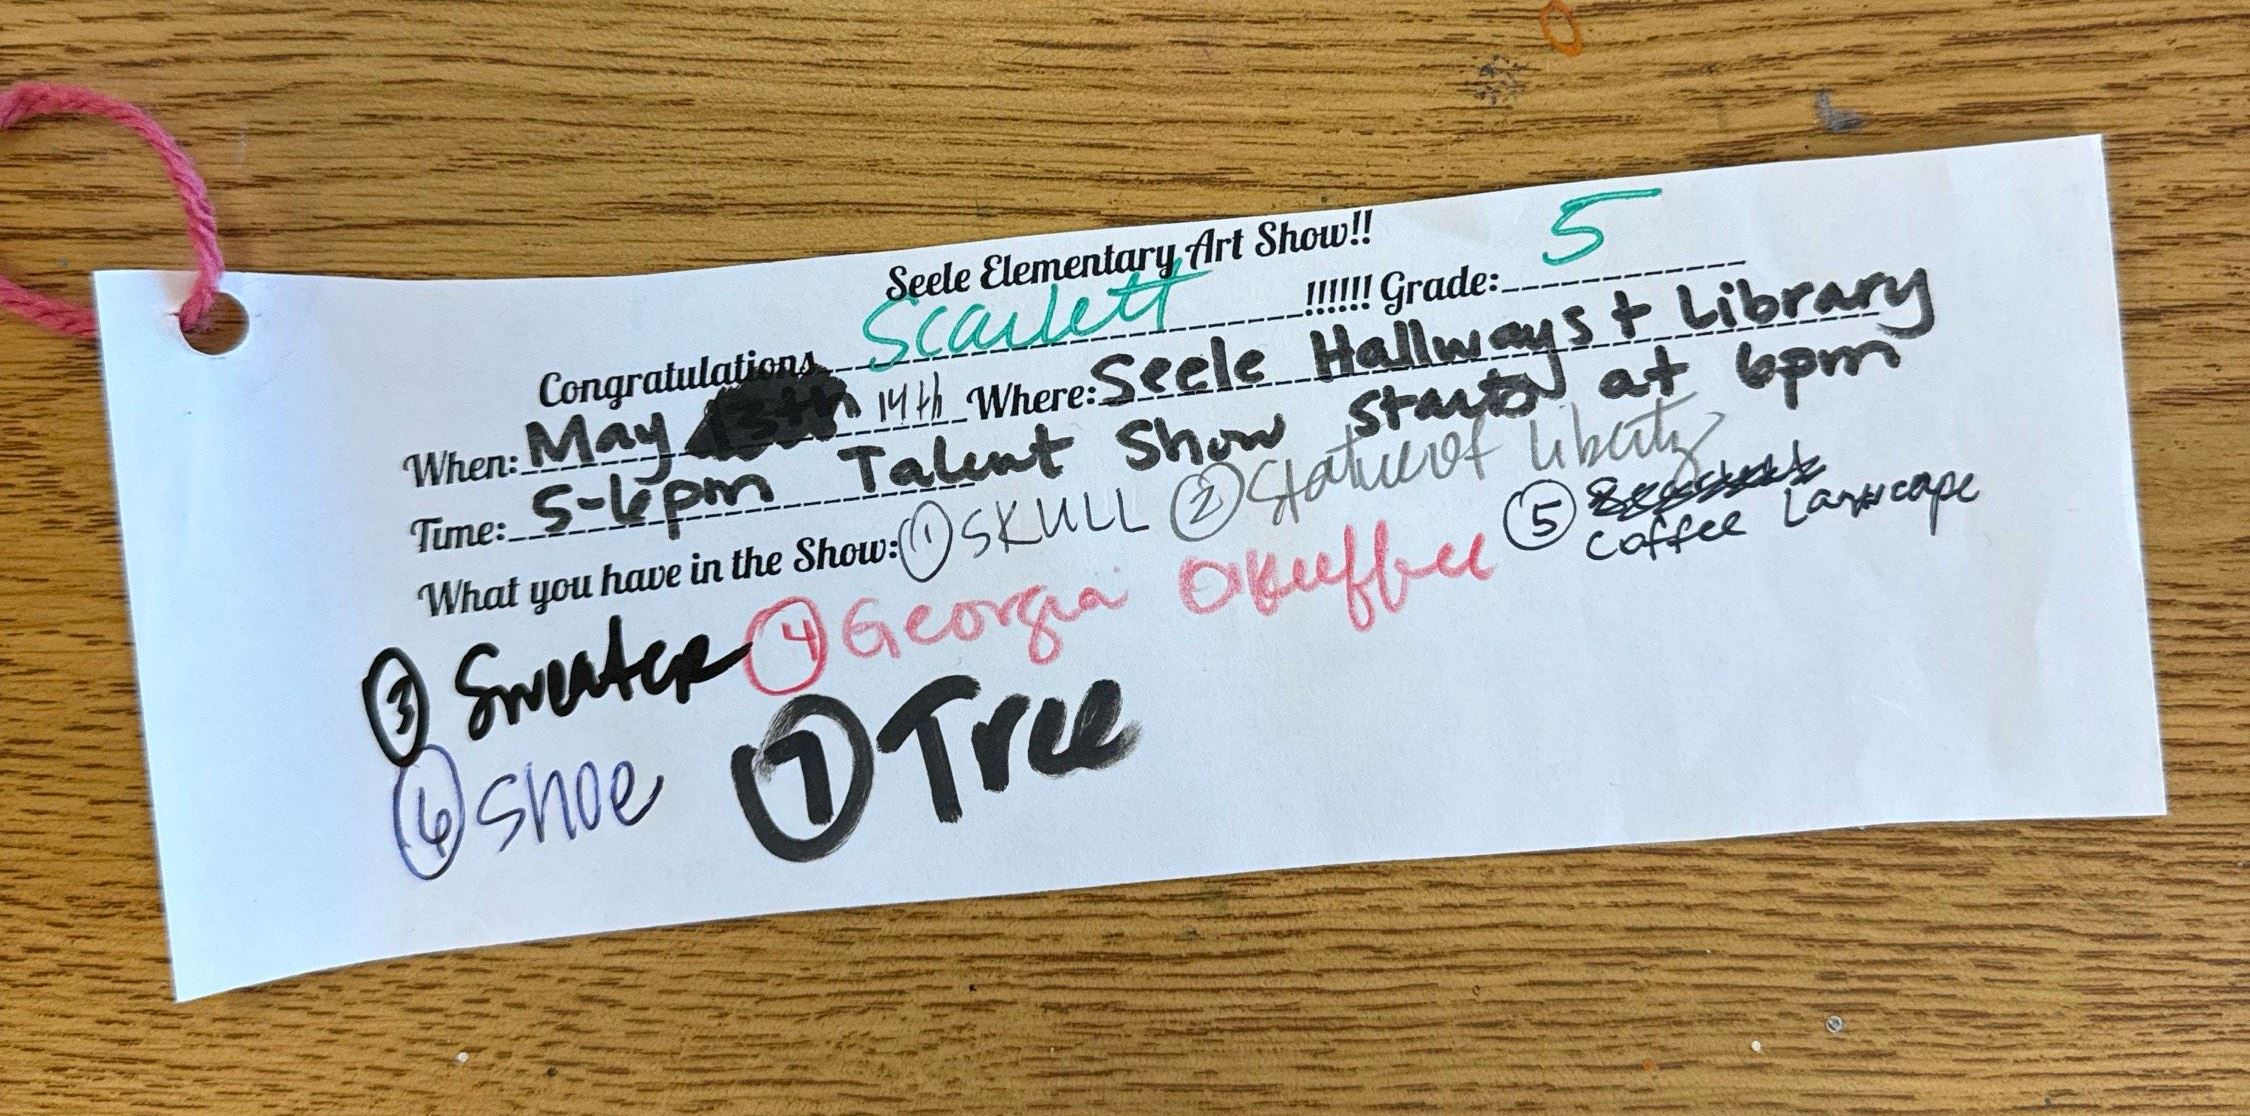 Seele Elementary Art Show!!
Congratulations Scarlett !!!!!! Grade: 5
When: May 13th 14th Where: Seele Hallways + Library
Time: 5-6pm Talent Show starts at 6pm
What you have in the Show: ① SKULL ② Statue of liberty ⑤ coffee Landscape
③ Sweater ④ Georgia Okeeffee
⑥ Shoe ⑦ Tree